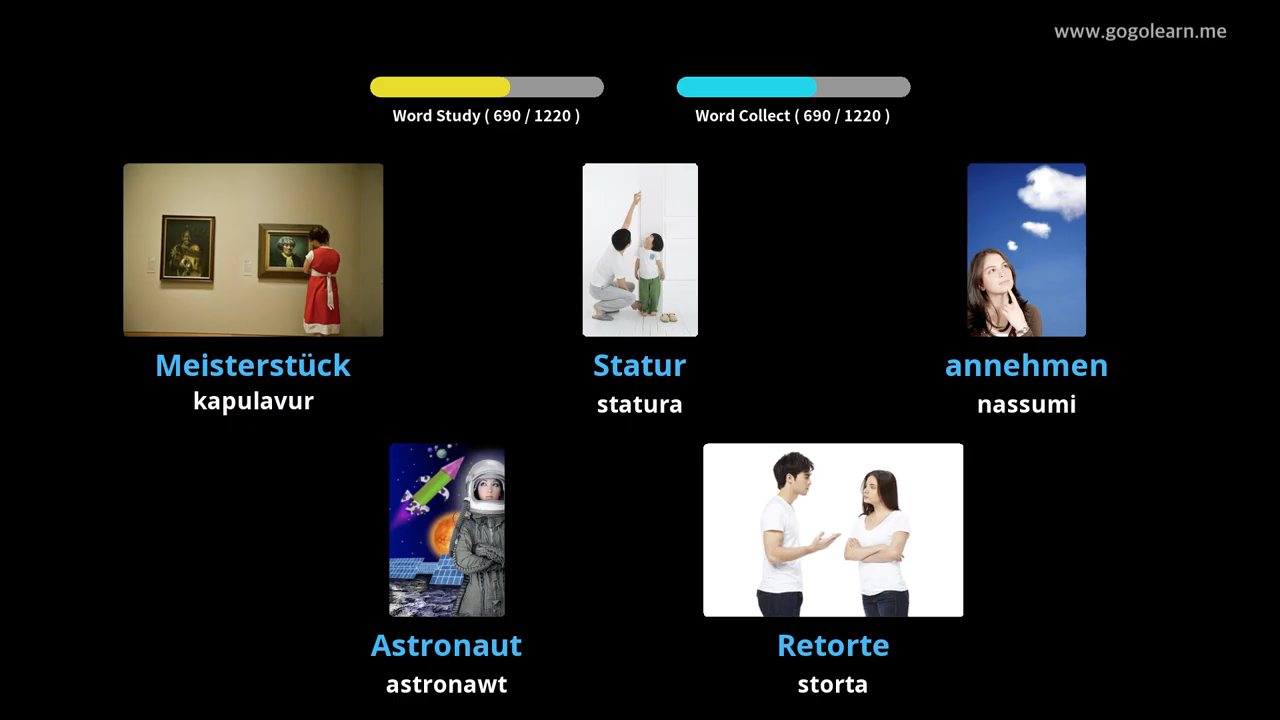 www.gogolearn.me
Word Study ( 690 / 1220 )
Word Collect ( 690 / 1220 )
Meisterstück
kapulavur
Statur
statura
annehmen
nassumi
Astronaut
astronawt
Retorte
storta